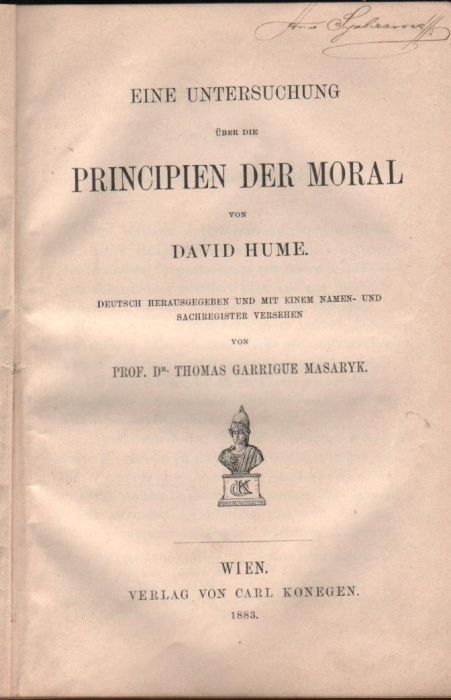 EINE UNTERSUCHUNG
ÜBER DIE
PRINCIPIEN DER MORAL
VON
DAVID HUME.
DEUTSCH HERAUSGEGEBEN UND MIT EINEM NAMEN- UND
SACHREGISTER VERSEHEN
VON
PROF. DR. THOMAS GARRIGUE MASARYK.
CK
WIEN.
VERLAG VON CARL KONEGEN.
1883.